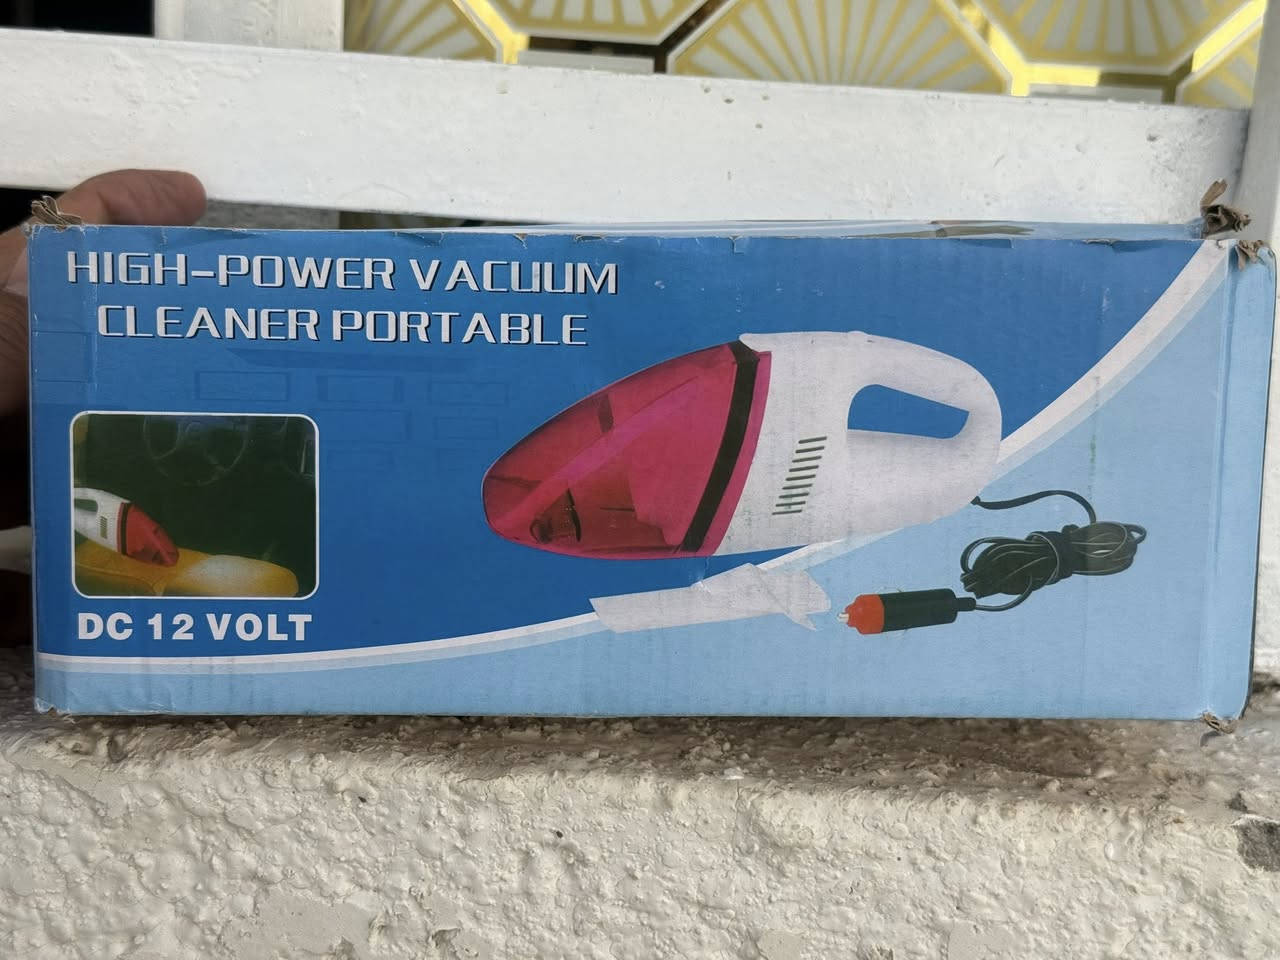 HIGH-POWER VACUUM
CLEANER PORTABLE
DC 12 VOLT